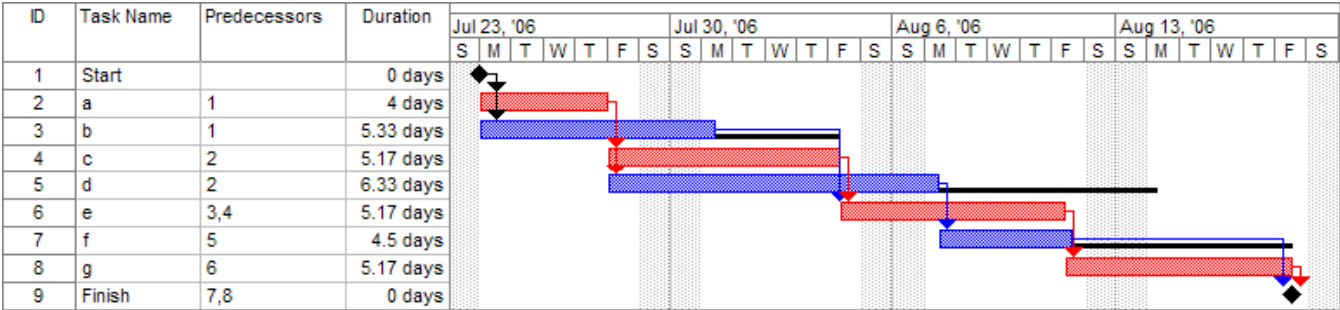 ID Task Name Predecessors Duration
Jul 23, '06 Jul 30, '06 Aug 6, '06 Aug 13, '06
S M T W T F S S M T W T F S S M T W T F S S M T W T F S
1 Start 0 days
2 a 1 4 days
3 b 1 5.33 days
4 c 2 5.17 days
5 d 2 6.33 days
6 e 3,4 5.17 days
7 f 5 4.5 days
8 g 6 5.17 days
9 Finish 7,8 0 days